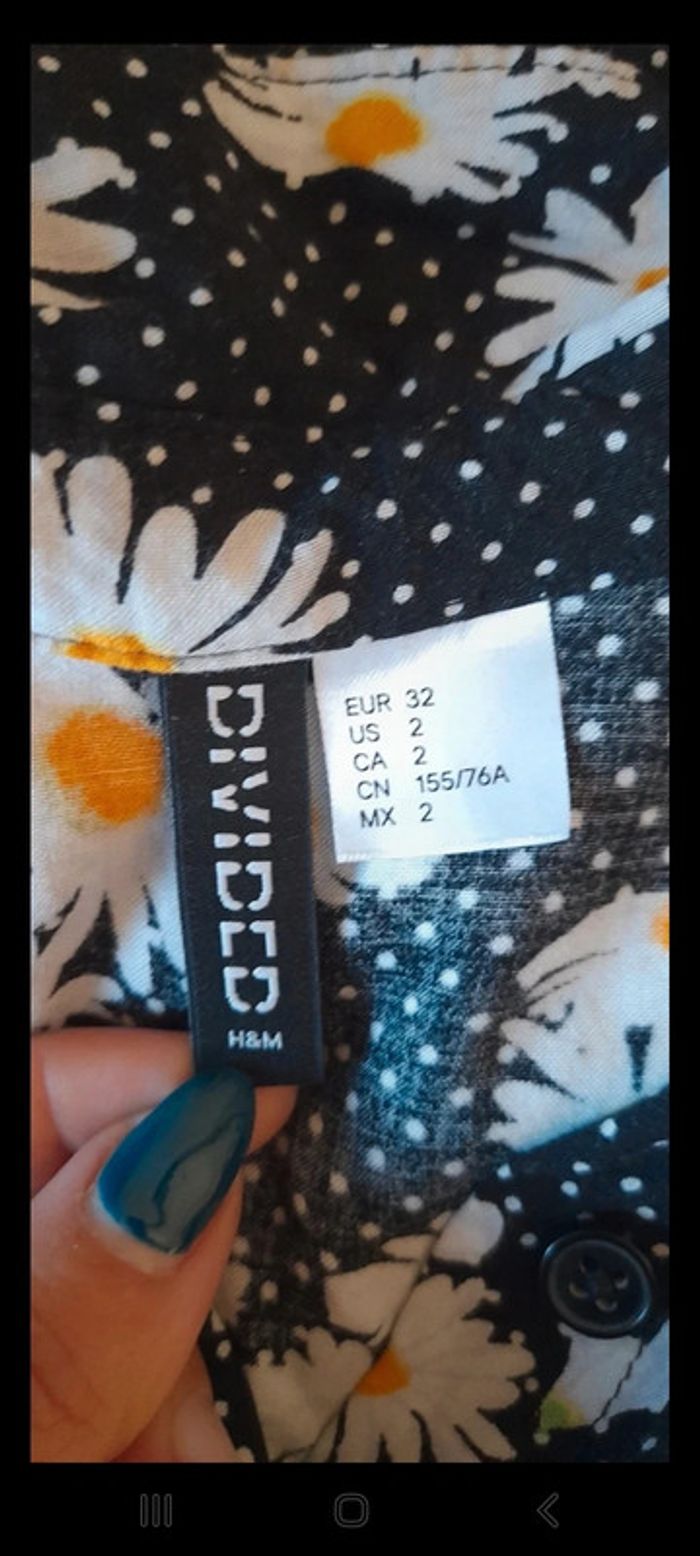 DIVIDED
H&M
EUR 32
US 2
CA 2
CN 155/76A
MX 2